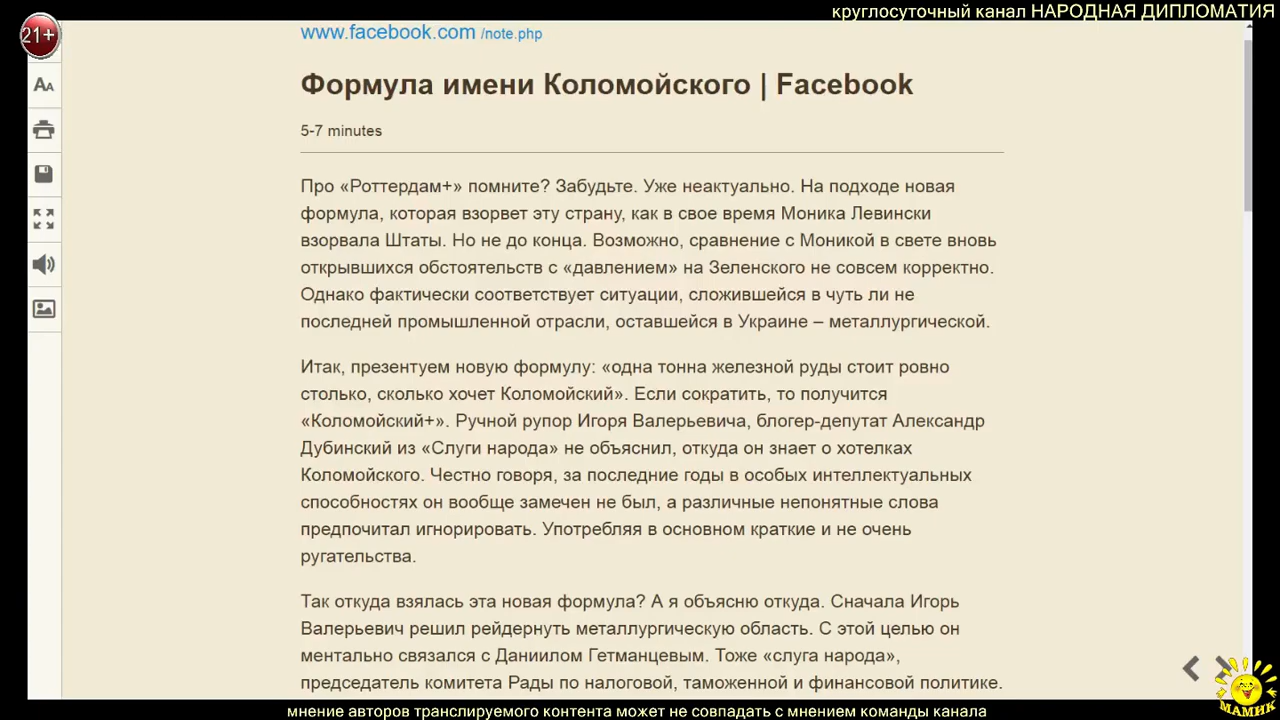 круглосуточный канал НАРОДНАЯ ДИПЛОМАТИЯ
21+
www.facebook.com /note.php
Формула имени Коломойского | Facebook
5-7 minutes
Про «Роттердам+» помните? Забудьте. Уже неактуально. На подходе новая
формула, которая взорвет эту страну, как в свое время Моника Левински
взорвала Штаты. Но не до конца. Возможно, сравнение с Моникой в свете вновь
открывшихся обстоятельств с «давлением» на Зеленского не совсем корректно.
Однако фактически соответствует ситуации, сложившейся в чуть ли не
последней промышленной отрасли, оставшейся в Украине – металлургической.
Итак, презентуем новую формулу: «одна тонна железной руды стоит ровно
столько, сколько хочет Коломойский». Если сократить, то получится
«Коломойский+». Ручной рупор Игоря Валерьевича, блогер-депутат Александр
Дубинский из «Слуги народа» не объяснил, откуда он знает о хотелках
Коломойского. Честно говоря, за последние годы в особых интеллектуальных
способностях он вообще замечен не был, а различные непонятные слова
предпочитал игнорировать. Употребляя в основном краткие и не очень
ругательства.
Так откуда взялась эта новая формула? А я объясню откуда. Сначала Игорь
Валерьевич решил рейдернуть металлургическую область. С этой целью он
ментально связался с Даниилом Гетманцевым. Тоже «слуга народа»,
председатель комитета Рады по налоговой, таможенной и финансовой политике.
МАМИК
мнение авторов транслируемого контента может не совпадать с мнением команды канала